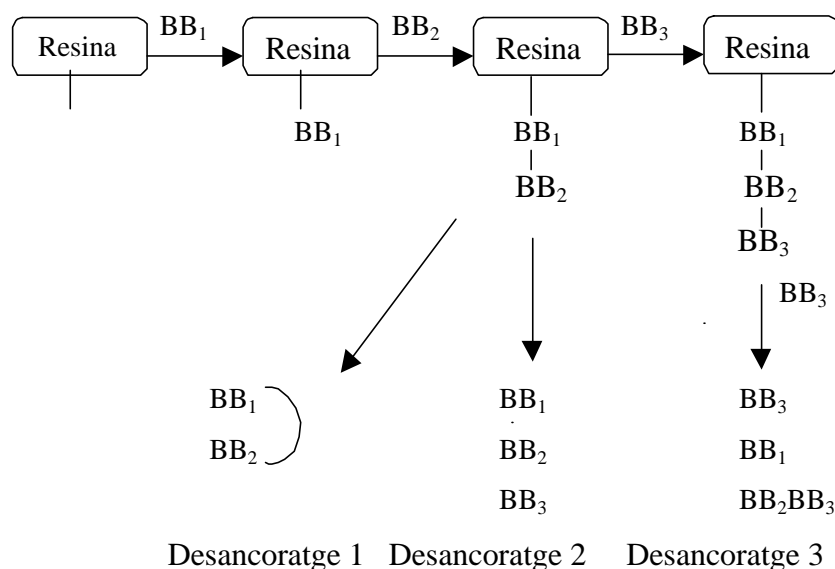 BB₁ BB₂ BB₃
Resina Resina Resina Resina
BB₁ BB₁ BB₁
BB₂ BB₂
BB₃
BB₃
BB₁ BB₁ BB₃
BB₂ BB₂ BB₁
BB₃ BB₂BB₃
Desancoratge 1 Desancoratge 2 Desancoratge 3